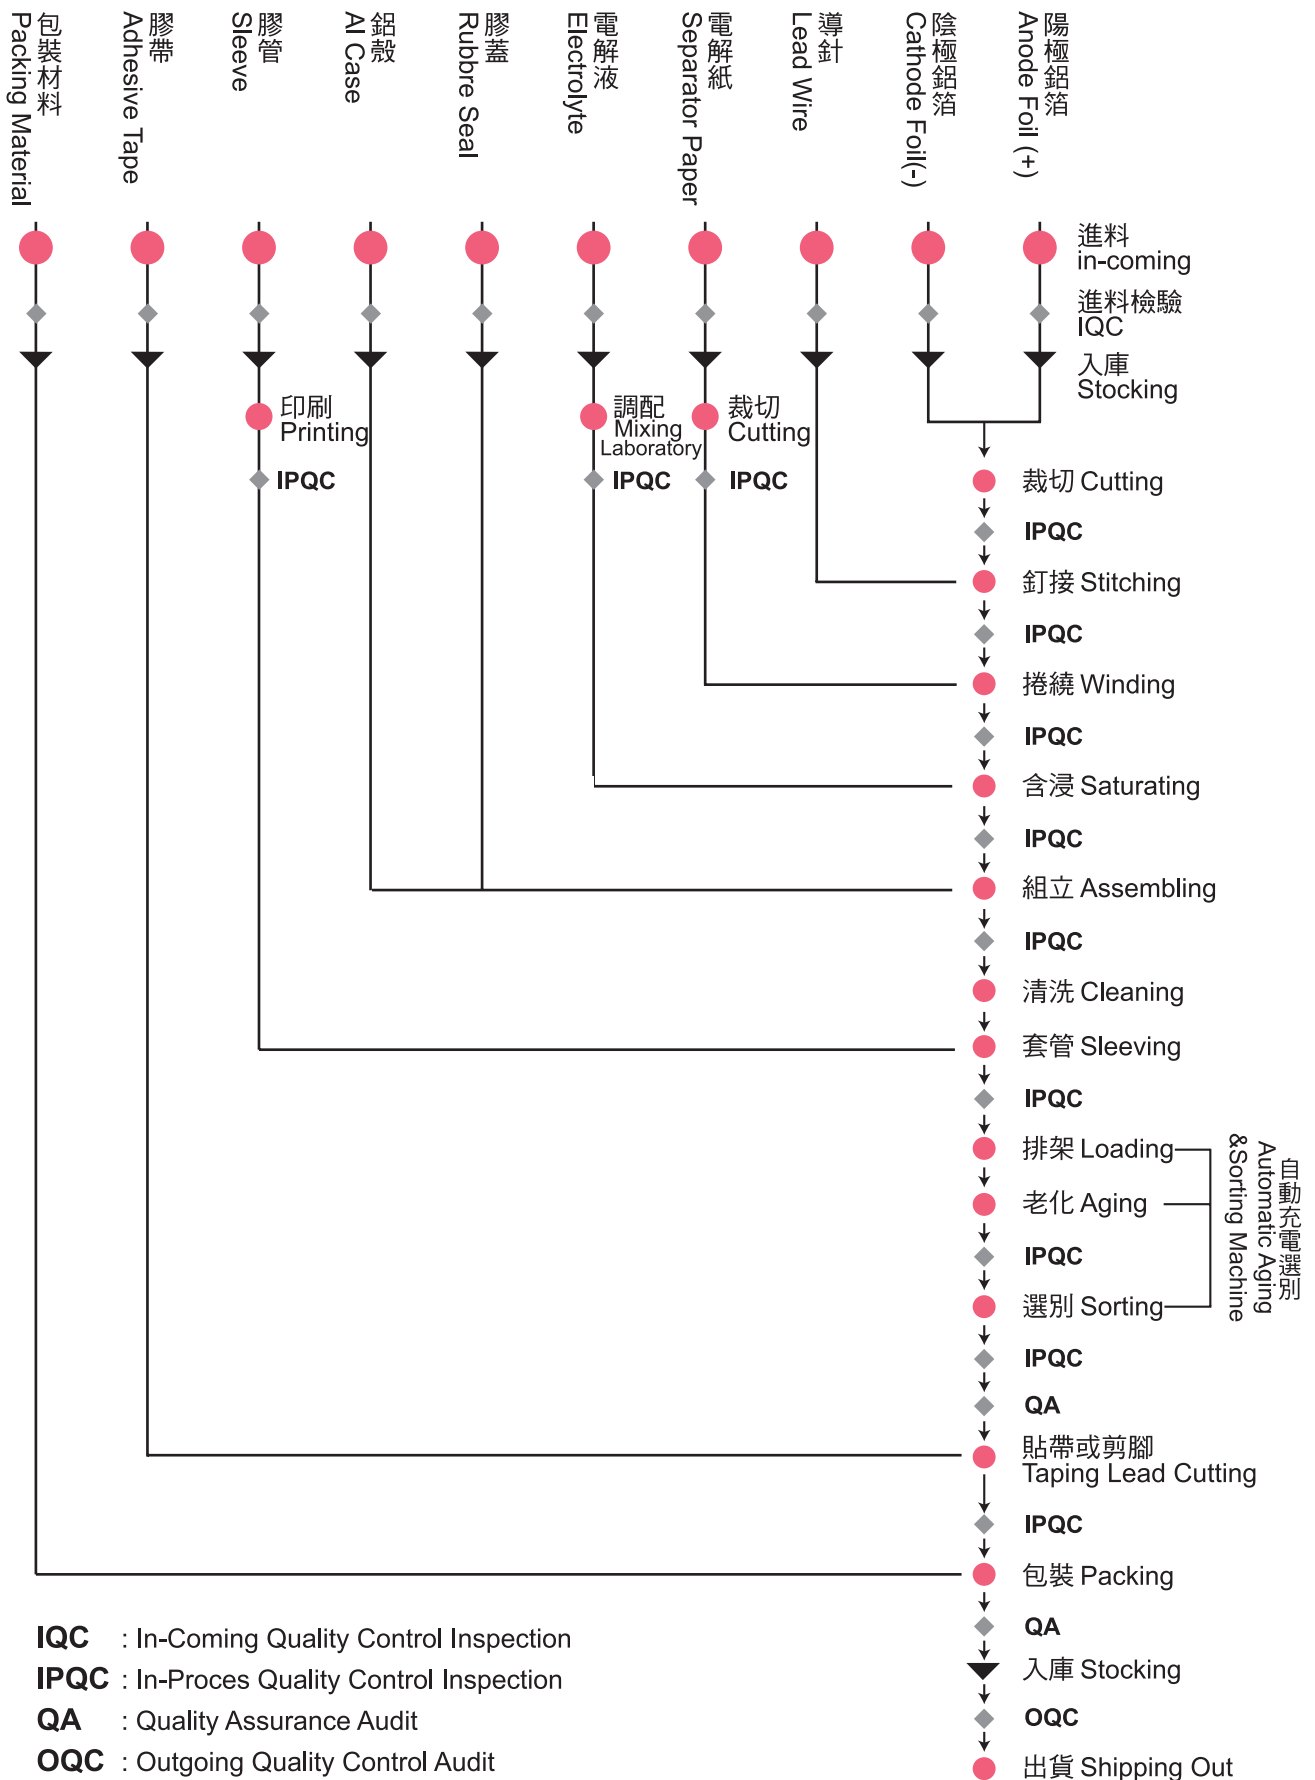 包裝材料
Packing Material
膠帶
Adhesive Tape
膠管
Sleeve
鋁殼
Al Case
膠蓋
Rubbre Seal
電解液
Electrolyte
電解紙
Separator Paper
導針
Lead Wire
陰極鋁箔
Cathode Foil(-)
陽極鋁箔
Anode Foil (+)
進料
in-coming
進料檢驗
IQC
入庫
Stocking
印刷
Printing
IPQC
調配
Mixing
Laboratory
IPQC
裁切
Cutting
IPQC
裁切 Cutting
IPQC
釘接 Stitching
IPQC
捲繞 Winding
IPQC
含浸 Saturating
IPQC
組立 Assembling
IPQC
清洗 Cleaning
套管 Sleeving
IPQC
排架 Loading
老化 Aging
IPQC
選別 Sorting
自動充電選別
Automatic Aging
&Sorting Machine
IPQC
QA
貼帶或剪腳
Taping Lead Cutting
IPQC
包裝 Packing
QA
入庫 Stocking
OQC
出貨 Shipping Out
IQC : In-Coming Quality Control Inspection
IPQC : In-Proces Quality Control Inspection
QA : Quality Assurance Audit
OQC : Outgoing Quality Control Audit